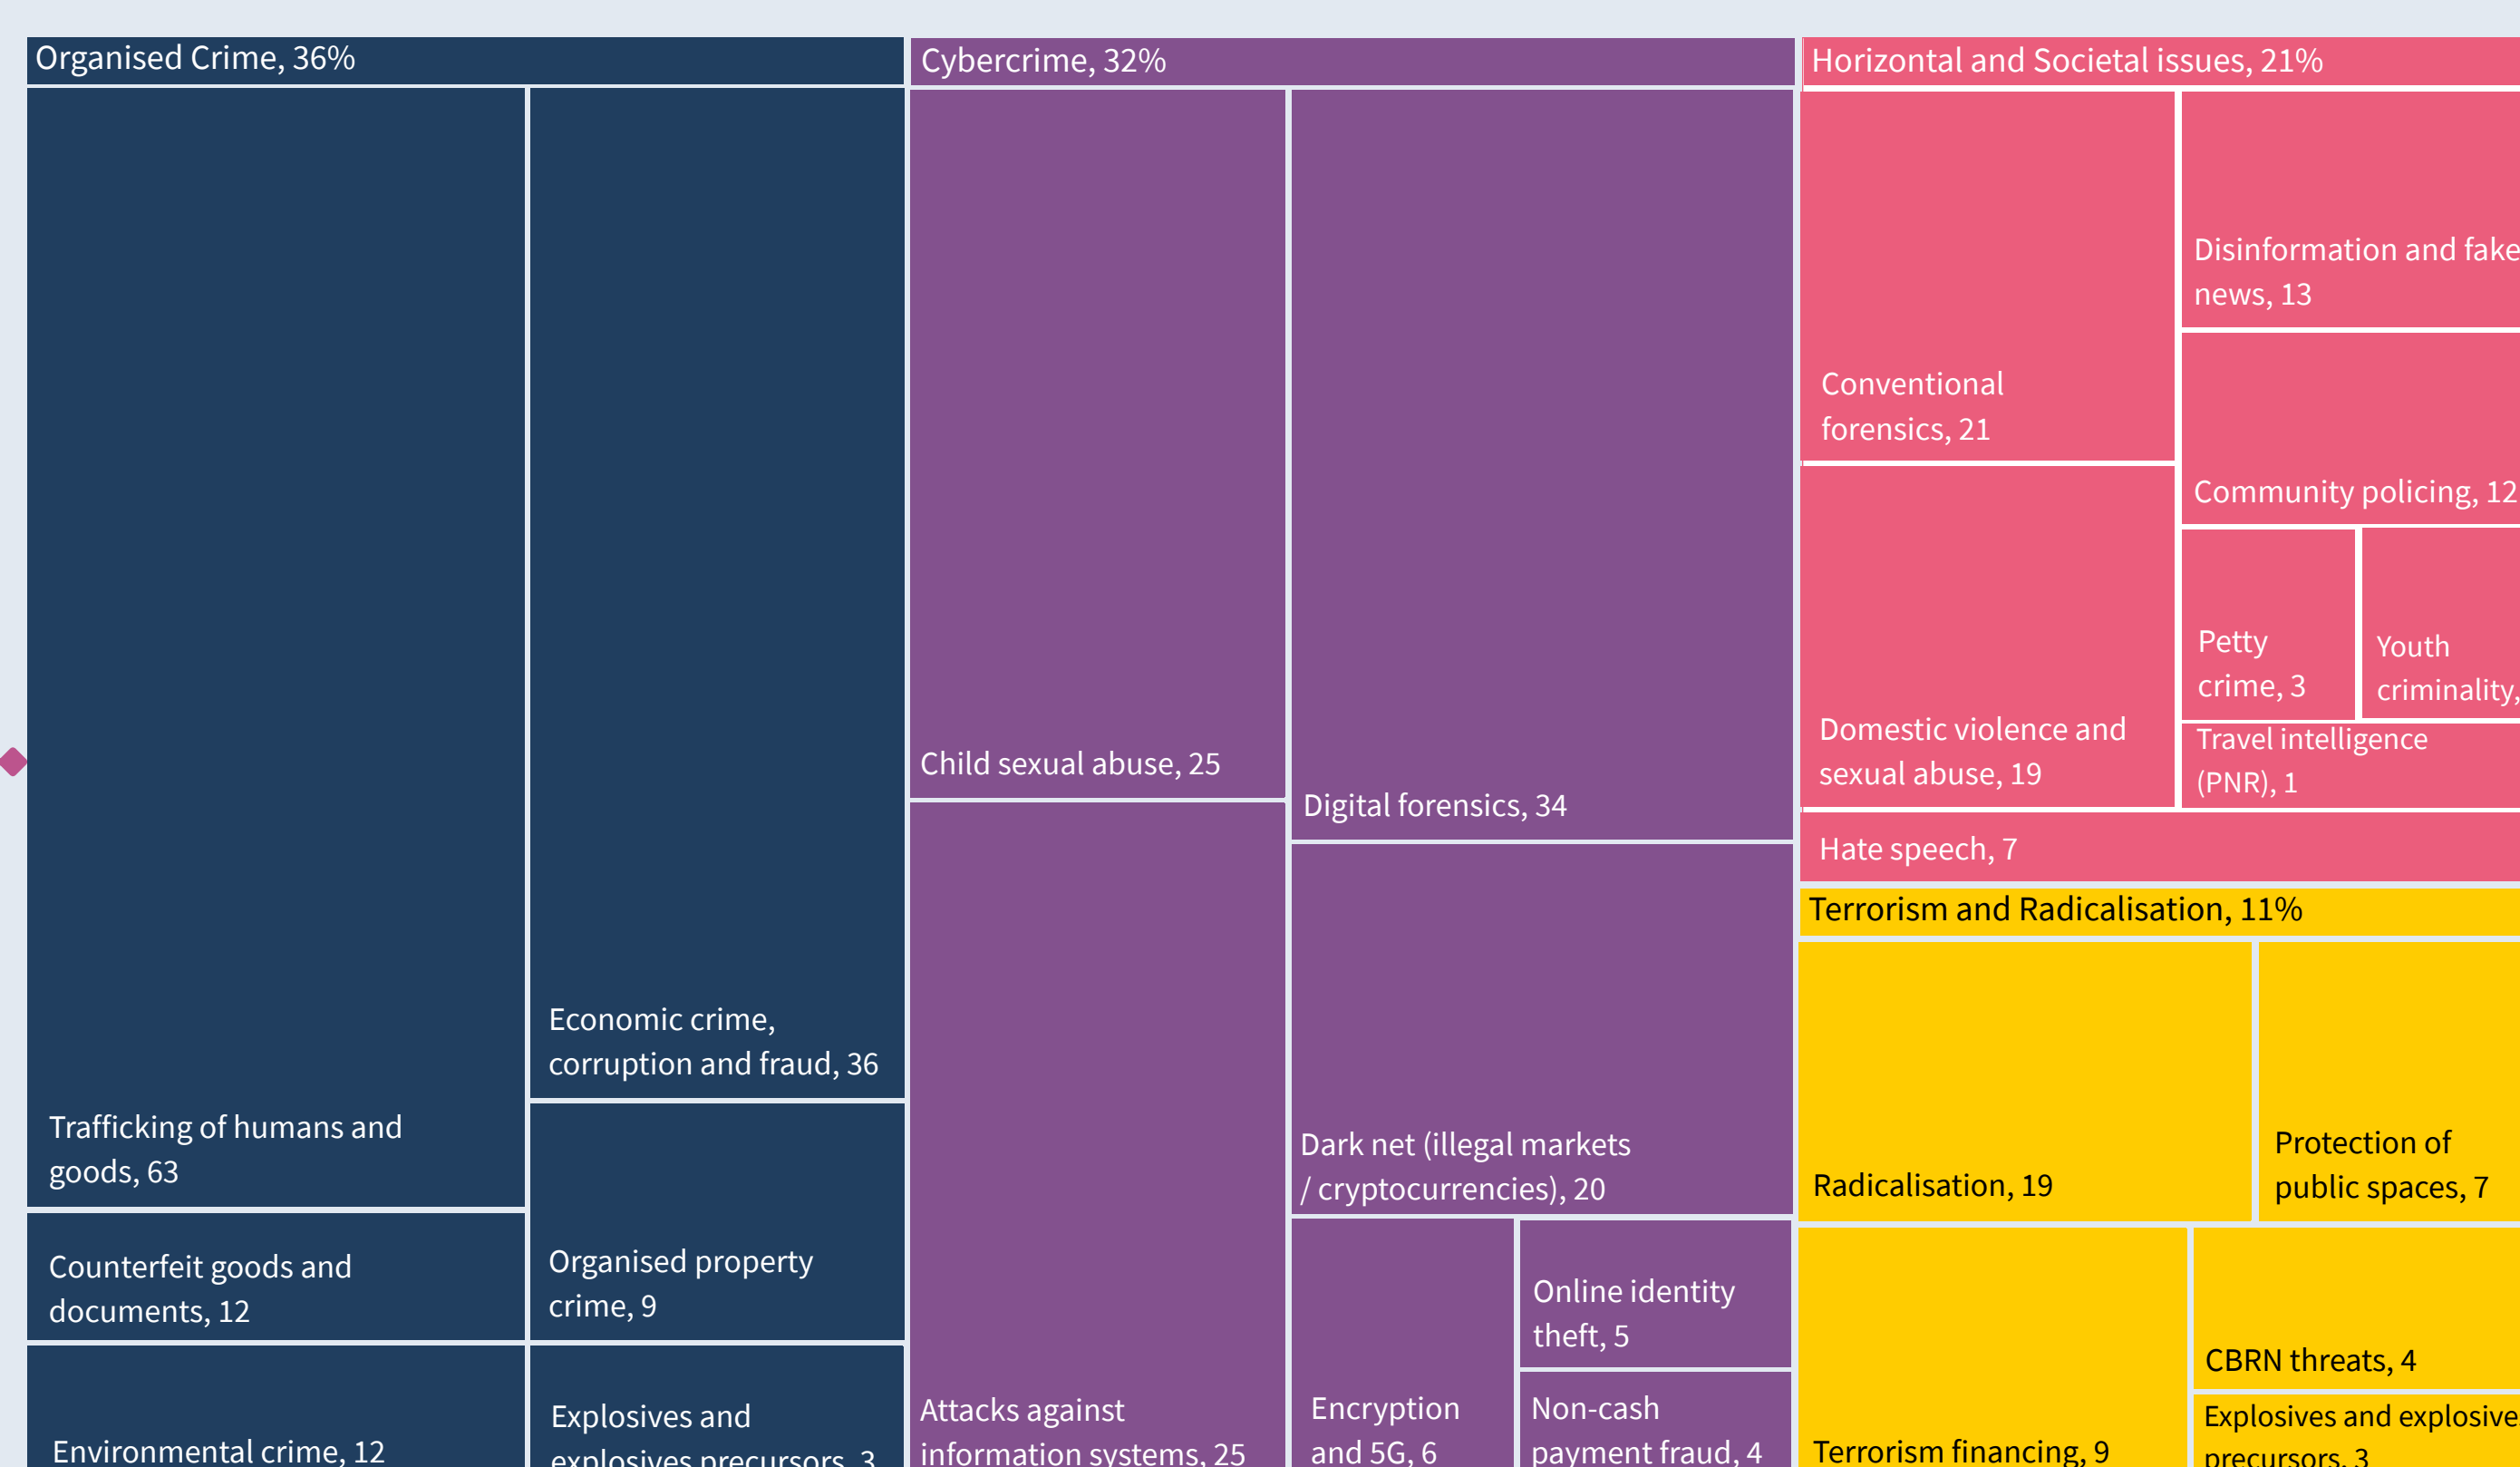 Organised Crime, 36%
Trafficking of humans and
goods, 63
Counterfeit goods and
documents, 12
Environmental crime, 12
Economic crime,
corruption and fraud, 36
Organised property
crime, 9
Explosives and
explosives precursors, 3
Cybercrime, 32%
Child sexual abuse, 25
Attacks against
information systems, 25
Digital forensics, 34
Dark net (illegal markets
/ cryptocurrencies), 20
Encryption
and 5G, 6
Online identity
theft, 5
Non-cash
payment fraud, 4
Horizontal and Societal issues, 21%
Conventional
forensics, 21
Domestic violence and
sexual abuse, 19
Disinformation and fake
news, 13
Community policing, 12
Petty
crime, 3
Youth
criminality,
Travel intelligence
(PNR), 1
Hate speech, 7
Terrorism and Radicalisation, 11%
Radicalisation, 19
Protection of
public spaces, 7
Terrorism financing, 9
CBRN threats, 4
Explosives and explosive
precursors, 3